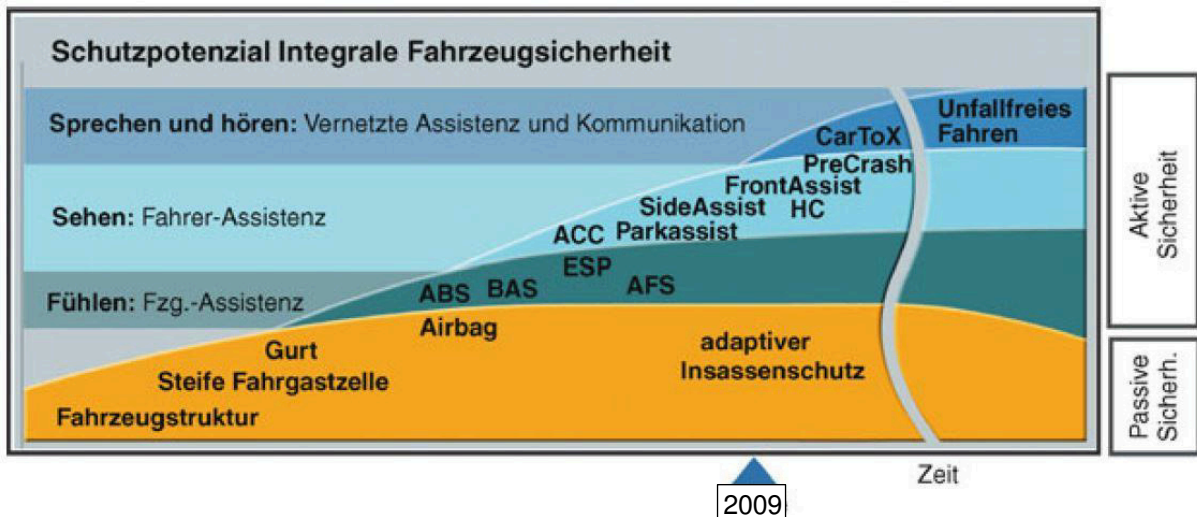 Schutzpotenzial Integrale Fahrzeugsicherheit
Sprechen und hören: Vernetzte Assistenz und Kommunikation
CarToX
Unfallfreies
Fahren
PreCrash
FrontAssist
Sehen: Fahrer-Assistenz
SideAssist HC
ACC Parkassist
ESP
Fühlen: Fzg.-Assistenz
ABS BAS AFS
Airbag
Gurt
adaptiver
Insassenschutz
Steife Fahrgastzelle
Fahrzeugstruktur
Aktive
Sicherheit
Passive
Sicherh.
Zeit
2009